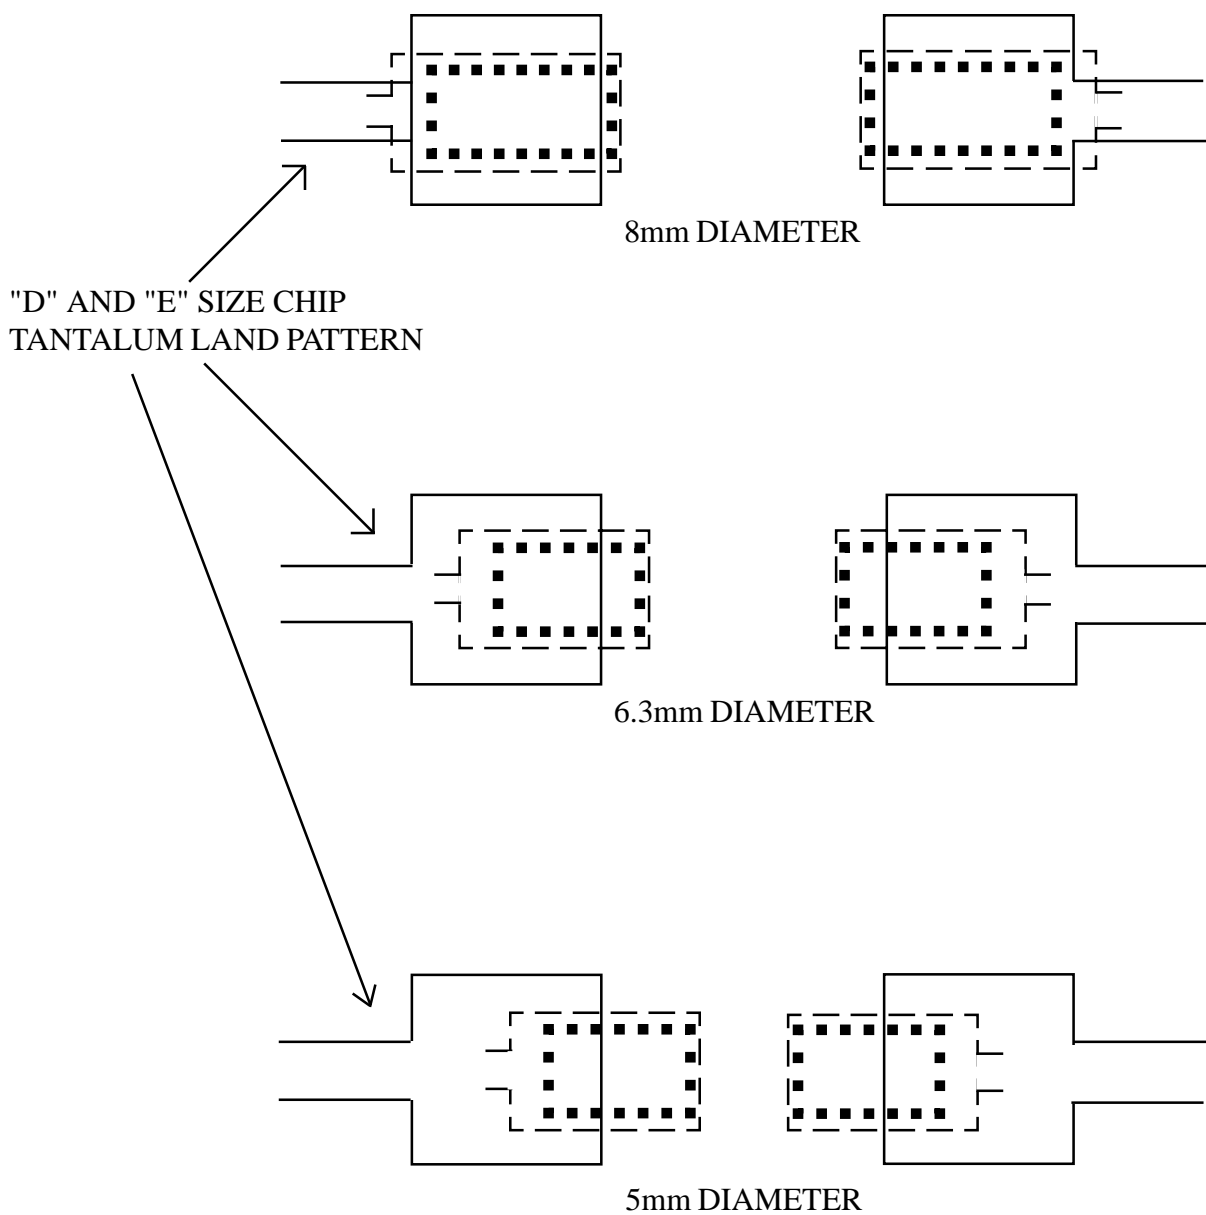 8mm DIAMETER
"D" AND "E" SIZE CHIP
TANTALUM LAND PATTERN
6.3mm DIAMETER
5mm DIAMETER